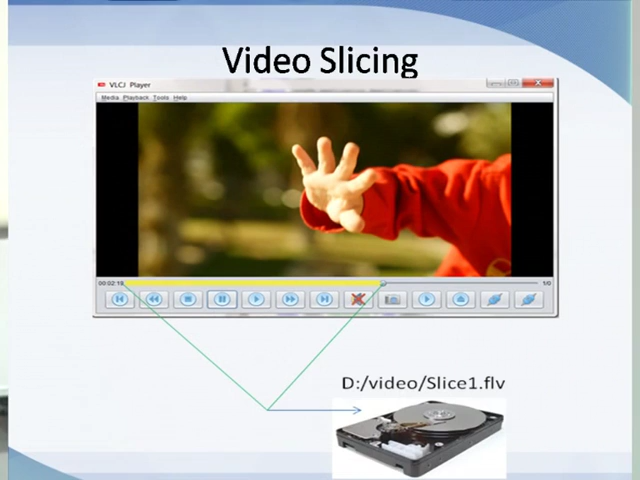 Video Slicing
VLCJ Player
Media Playback Tools Help
00:02:18
1/0
D:/video/Slice1.flv